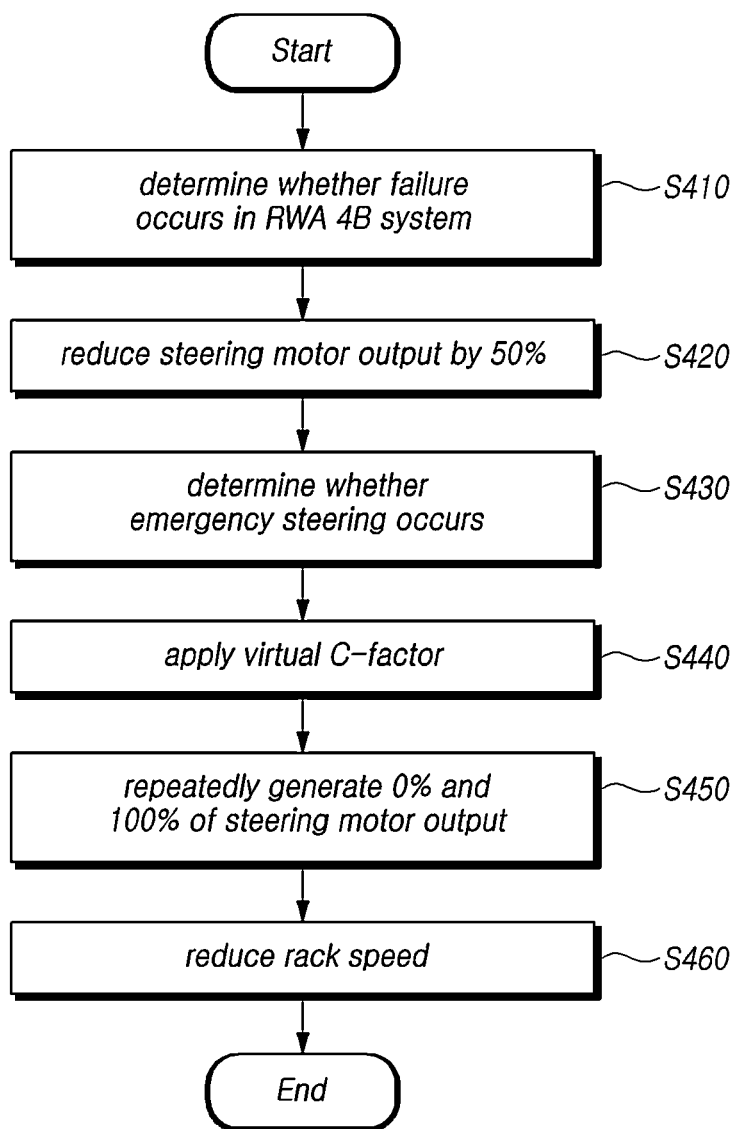 Start
determine whether failure
occurs in RWA 4B system
S410
reduce steering motor output by 50%
S420
determine whether
emergency steering occurs
S430
apply virtual C-factor
S440
repeatedly generate 0% and
100% of steering motor output
S450
reduce rack speed
S460
End